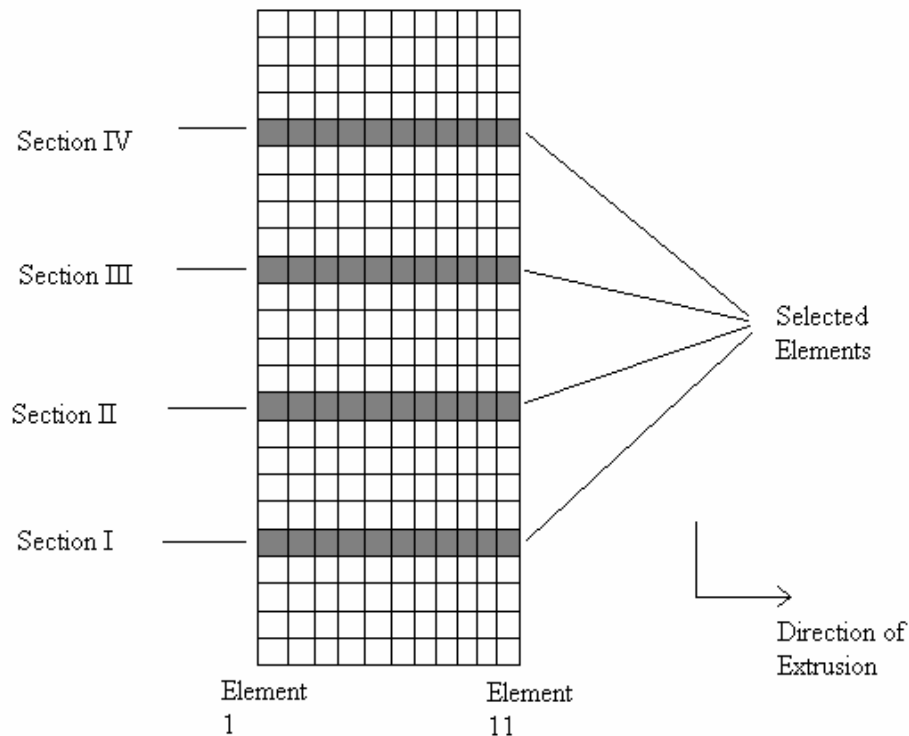 Section IV
Section III
Selected
Elements
Section II
Section I
Direction of
Extrusion
Element
1
Element
11